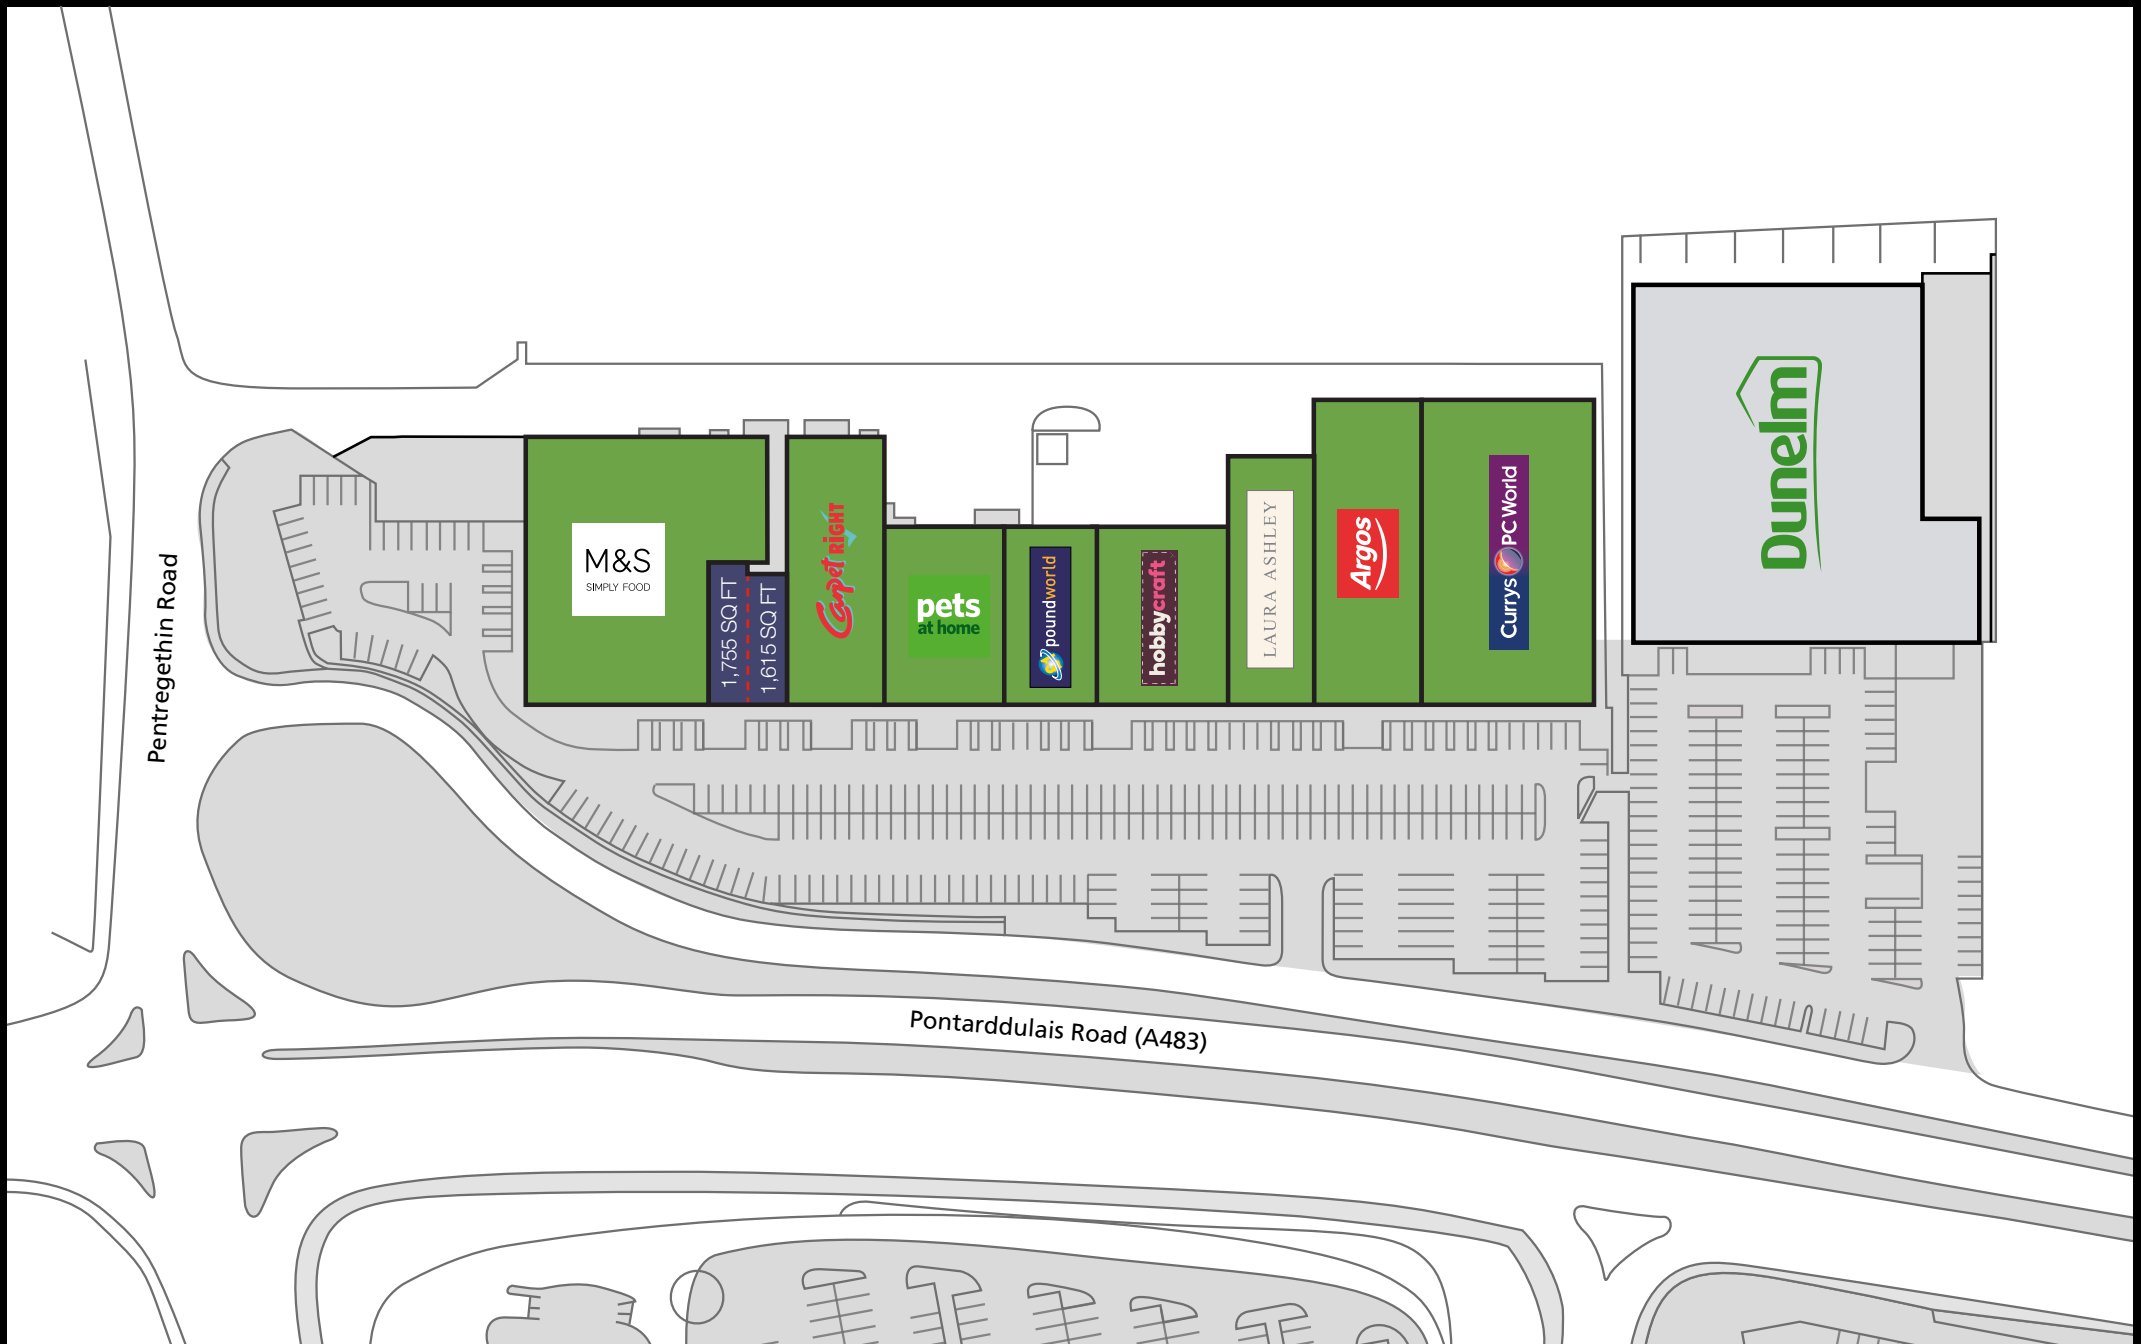 Pentregethin Road
M&S
SIMPLY FOOD
1,755 SQ FT
1,615 SQ FT
Carpet RIGHT
pets
at home
poundworld
hobbycraft
LAURA ASHLEY
Argos
Currys PC World
Dunelm
Pontarddulais Road (A483)